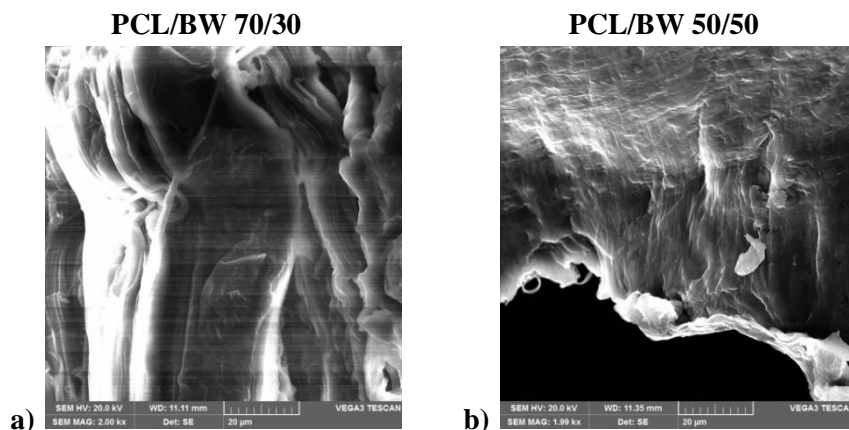 PCL/BW 70/30
PCL/BW 50/50
SEM HV: 20.0 kV WD: 11.11 mm VEGA3 TESCAN
SEM MAG: 2.00 kx Det: SE 20 µm
a)
SEM HV: 20.0 kV WD: 11.35 mm VEGA3 TESCAN
SEM MAG: 1.99 kx Det: SE 20 µm
b)